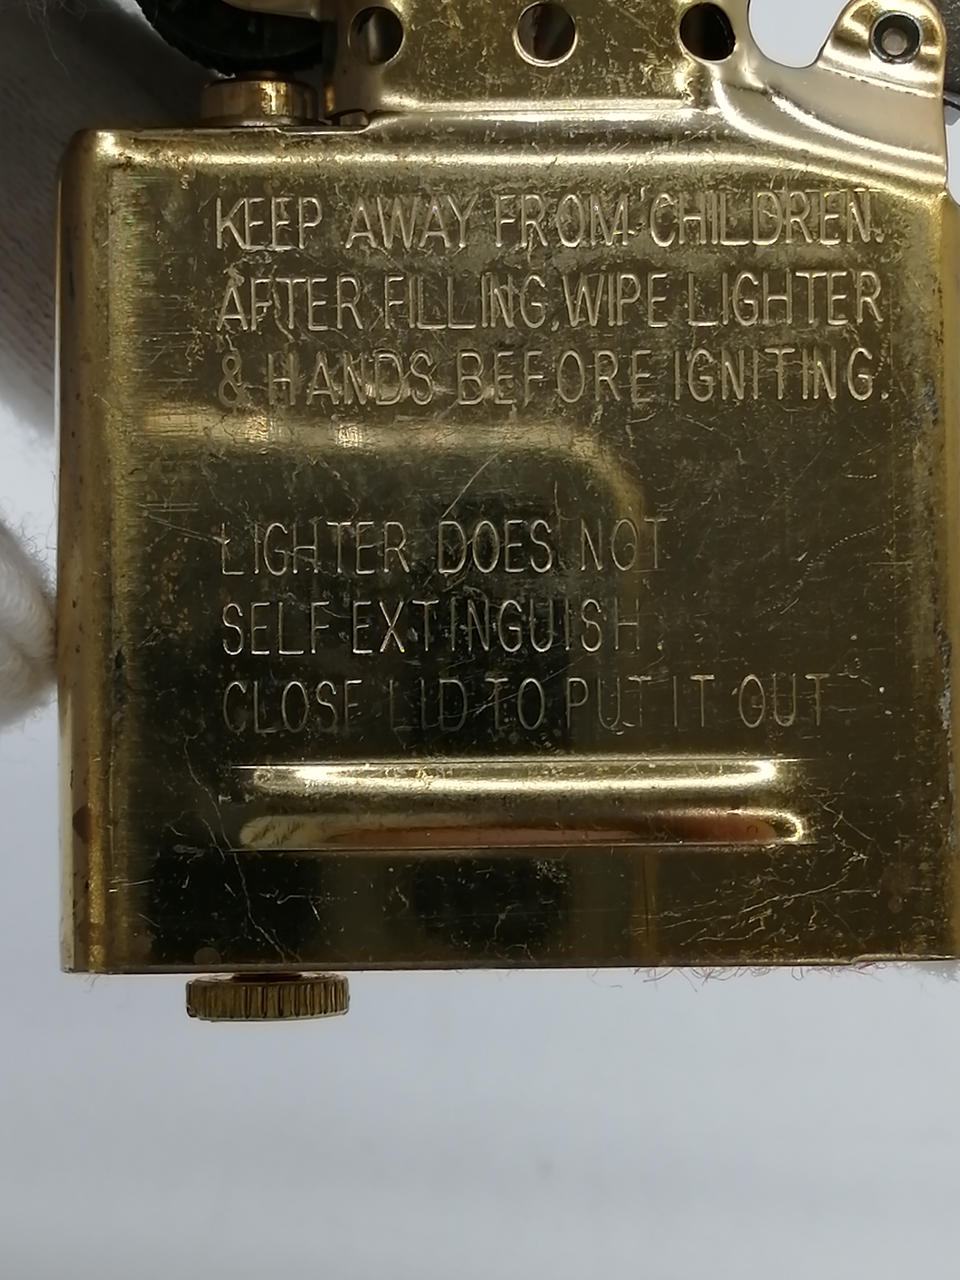 KEEP AWAY FROM CHILDREN.
AFTER FILLING, WIPE LIGHTER
& HANDS BEFORE IGNITING.
LIGHTER DOES NOT
SELF EXTINGUISH.
CLOSE LID TO PUT IT OUT